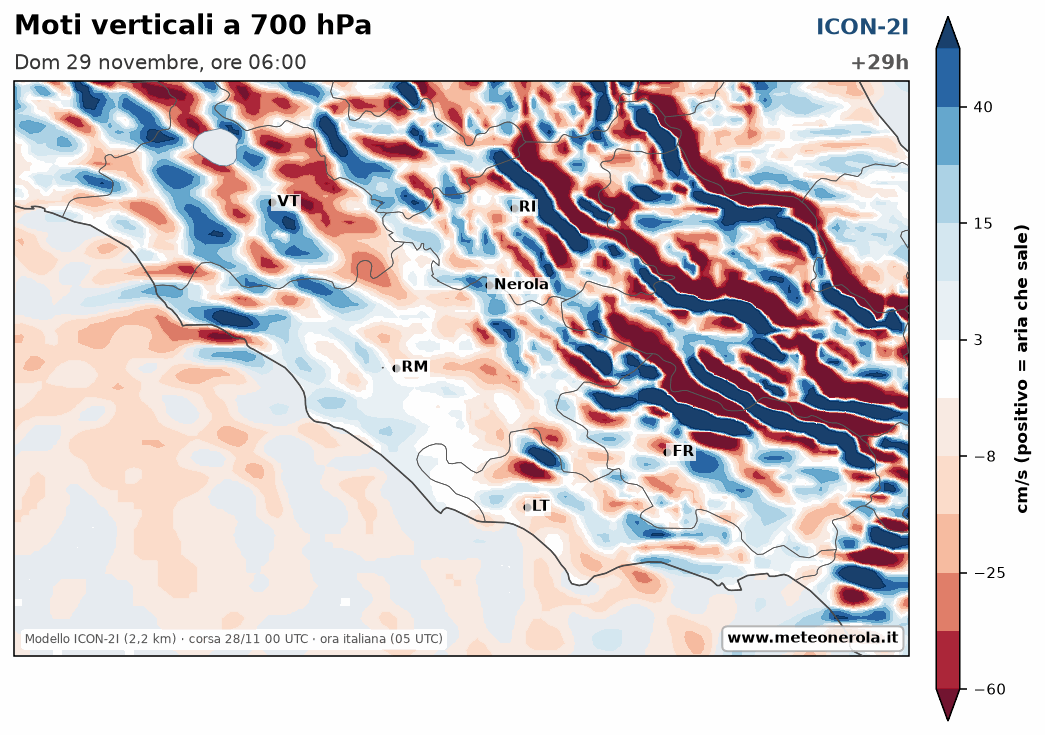 Moti verticali a 700 hPa
ICON-2I
Dom 29 novembre, ore 06:00
+29h
VT
RI
Nerola
RM
FR
LT
Modello ICON-2I (2,2 km) · corsa 28/11 00 UTC · ora italiana (05 UTC)
www.meteonerola.it
40
15
3
−8
−25
−60
cm/s (positivo = aria che sale)